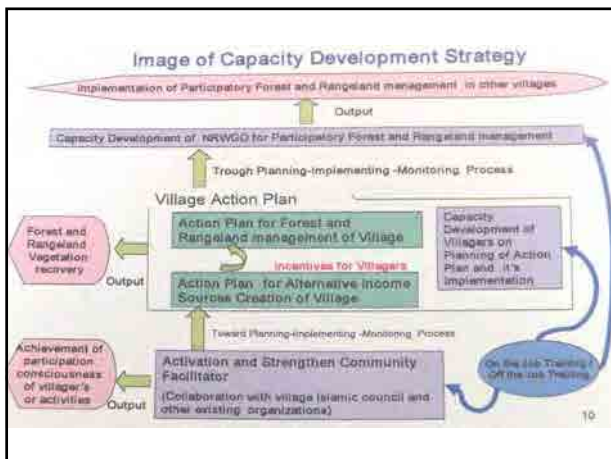 Image of Capacity Development Strategy
Implementation of Participatory Forest and Rangeland management in other villages
Output
Capacity Development of NRWGO for Participatory Forest and Rangeland management
Trough Planning-Implementing -Monitoring Process
Village Action Plan
Action Plan for Forest and
Rangeland management of Village
Incentives for Villagers
Action Plan for Alternative Income
Sources Creation of Village
Capacity
Development of
Villagers on
Planning of Action
Plan and it's
Implementation
Forest and
Rangeland
Vegetation
recovery
Output
Toward Planning-Implementing -Monitoring Process
Achievement of
participation
consciousness
of villager's
or activities
Output
Activation and Strengthen Community
Facilitator
(Collaboration with village Islamic council and
other existing organizations)
On the Job Training /
Off the Job Training
10